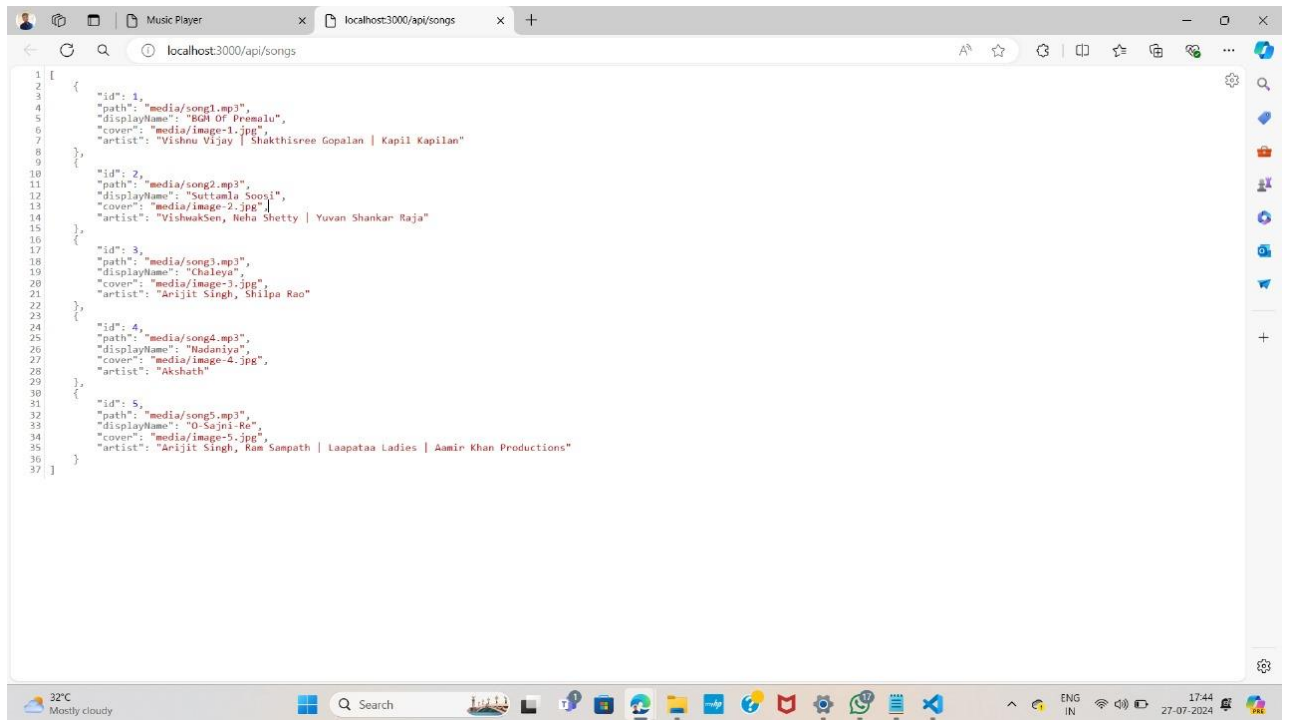 Music Player
localhost:3000/api/songs
localhost:3000/api/songs
1 [
2 {
3 "id": 1,
4 "path": "media/song1.mp3",
5 "displayName": "BGM Of Premalu",
6 "cover": "media/image-1.jpg",
7 "artist": "Vishnu Vijay | Shakthisree Gopalan | Kapil Kapilan"
8 },
9 {
10 "id": 2,
11 "path": "media/song2.mp3",
12 "displayName": "Suttamla Soosi",
13 "cover": "media/image-2.jpg",
14 "artist": "VishwakSen, Neha Shetty | Yuvan Shankar Raja"
15 },
16 {
17 "id": 3,
18 "path": "media/song3.mp3",
19 "displayName": "Chaleya",
20 "cover": "media/image-3.jpg",
21 "artist": "Arijit Singh, Shilpa Rao"
22 },
23 {
24 "id": 4,
25 "path": "media/song4.mp3",
26 "displayName": "Nadaniya",
27 "cover": "media/image-4.jpg",
28 "artist": "Akshath"
29 },
30 {
31 "id": 5,
32 "path": "media/song5.mp3",
33 "displayName": "O-Sajni-Re",
34 "cover": "media/image-5.jpg",
35 "artist": "Arijit Singh, Ram Sampath | Laapataa Ladies | Aamir Khan Productions"
36 }
37 ]
32°C
Mostly cloudy
Search
ENG
IN
17:44
27-07-2024
PRE